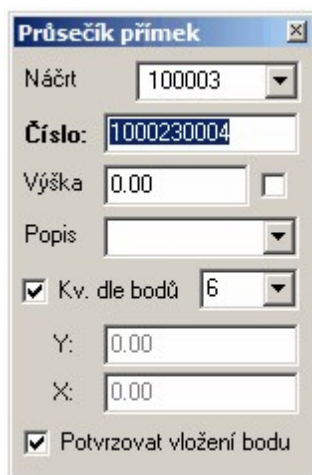 Průsečík přímek
Náčrt 100003
Číslo: 1000230004
Výška 0.00
Popis
Kv. dle bodů 6
Y: 0.00
X: 0.00
Potvrzovat vložení bodu